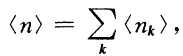 ⟨n⟩ = ∑ₖ ⟨nₖ⟩,